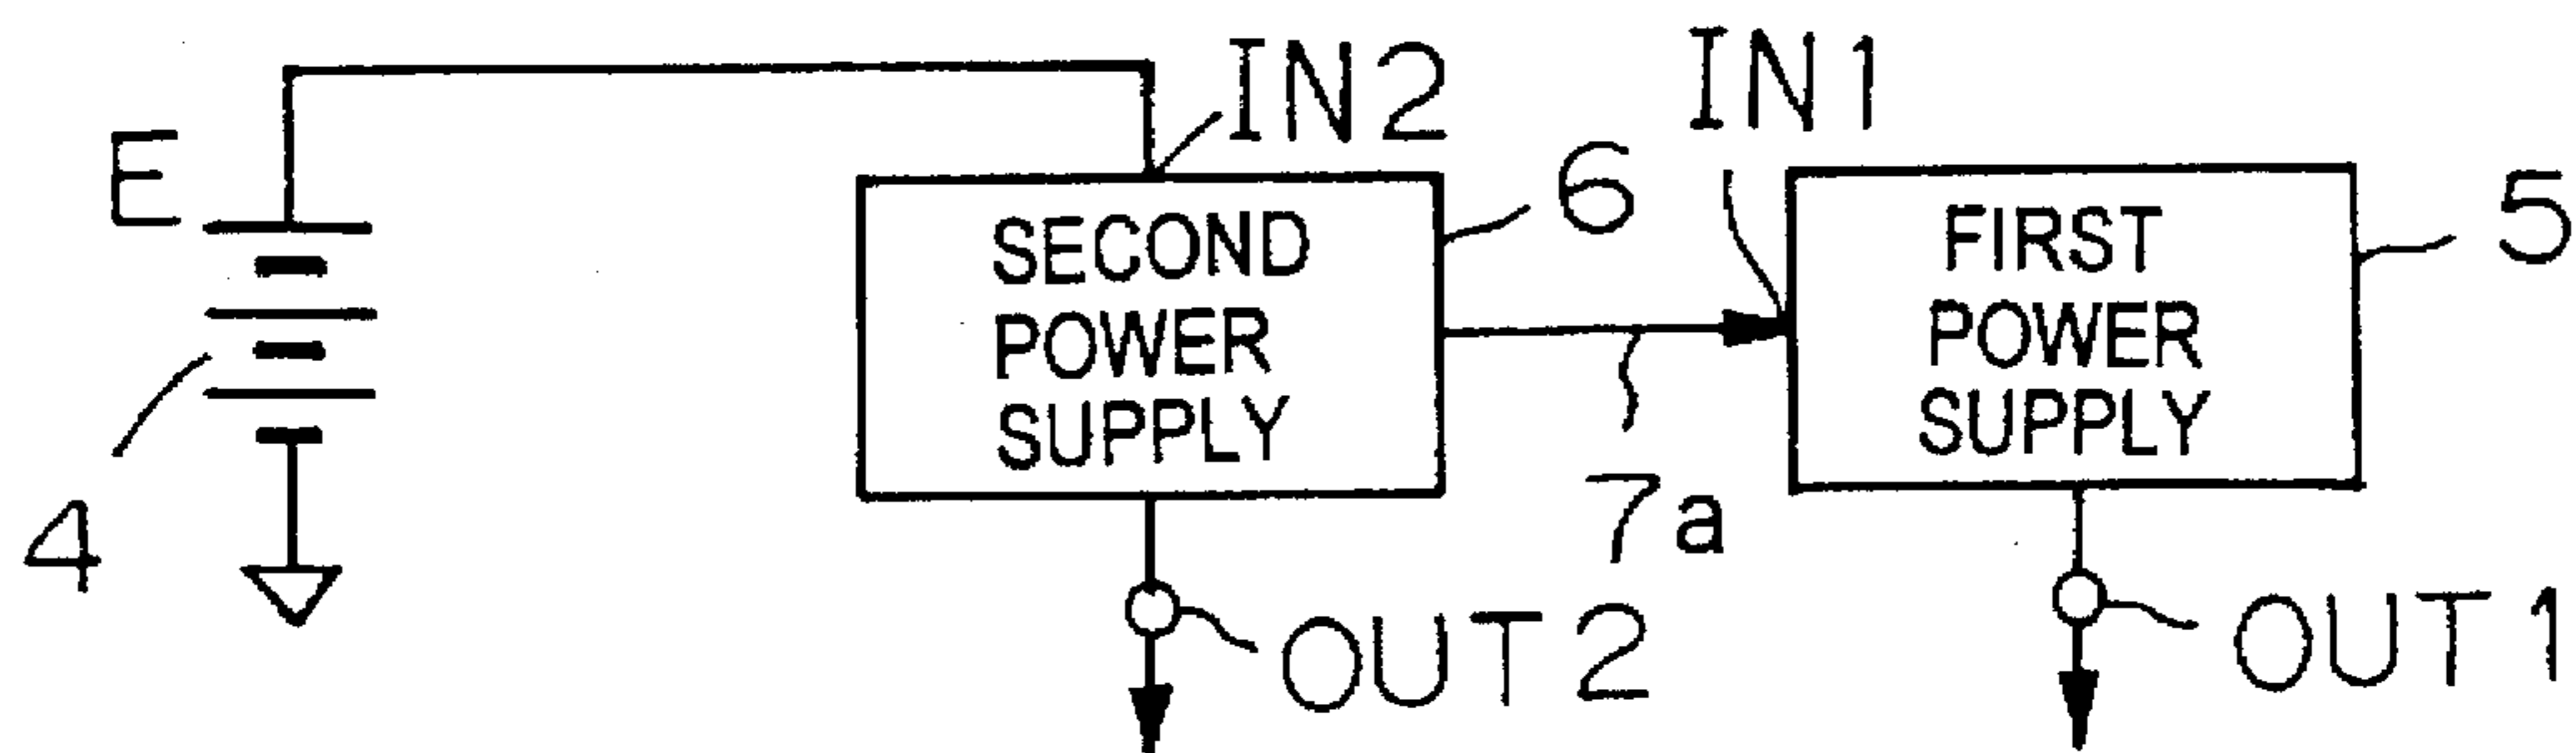 E
4
IN2
SECOND
POWER
SUPPLY
6
7a
OUT2
IN1
FIRST
POWER
SUPPLY
5
OUT1